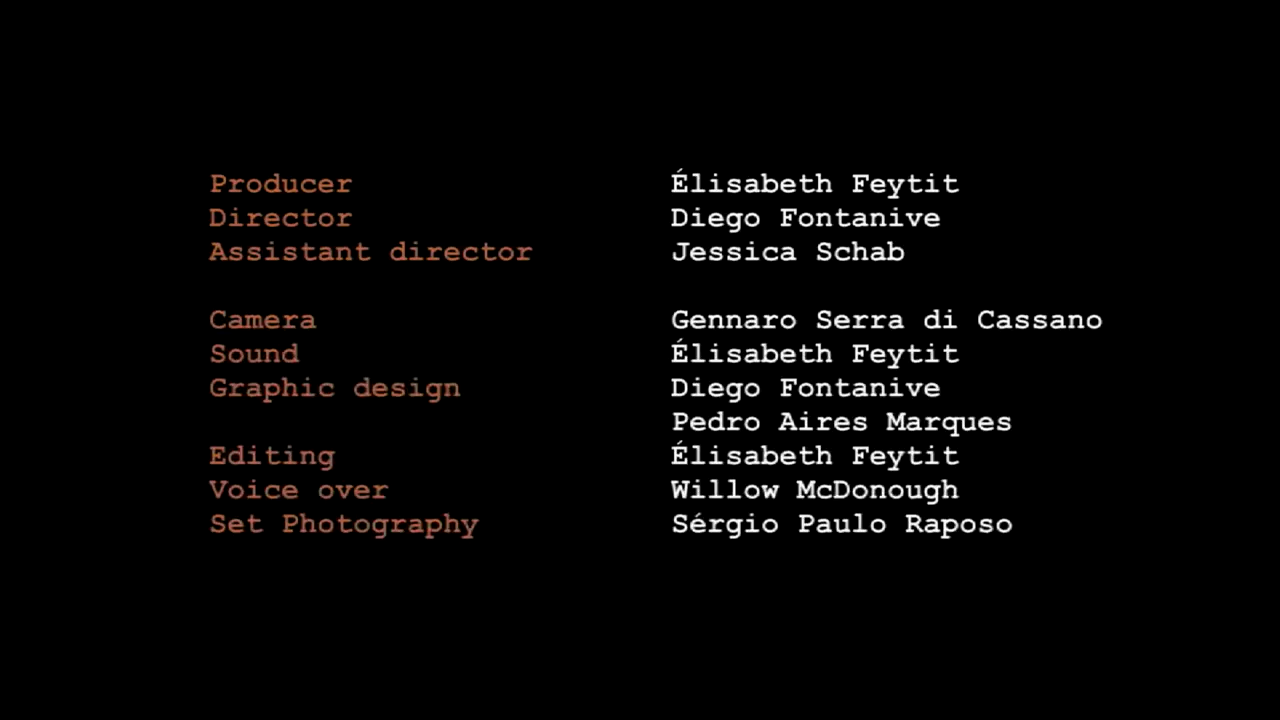 Producer Élisabeth Feytit
Director Diego Fontanive
Assistant director Jessica Schab
Camera Gennaro Serra di Cassano
Sound Élisabeth Feytit
Graphic design Diego Fontanive
Pedro Aires Marques
Editing Élisabeth Feytit
Voice over Willow McDonough
Set Photography Sérgio Paulo Raposo